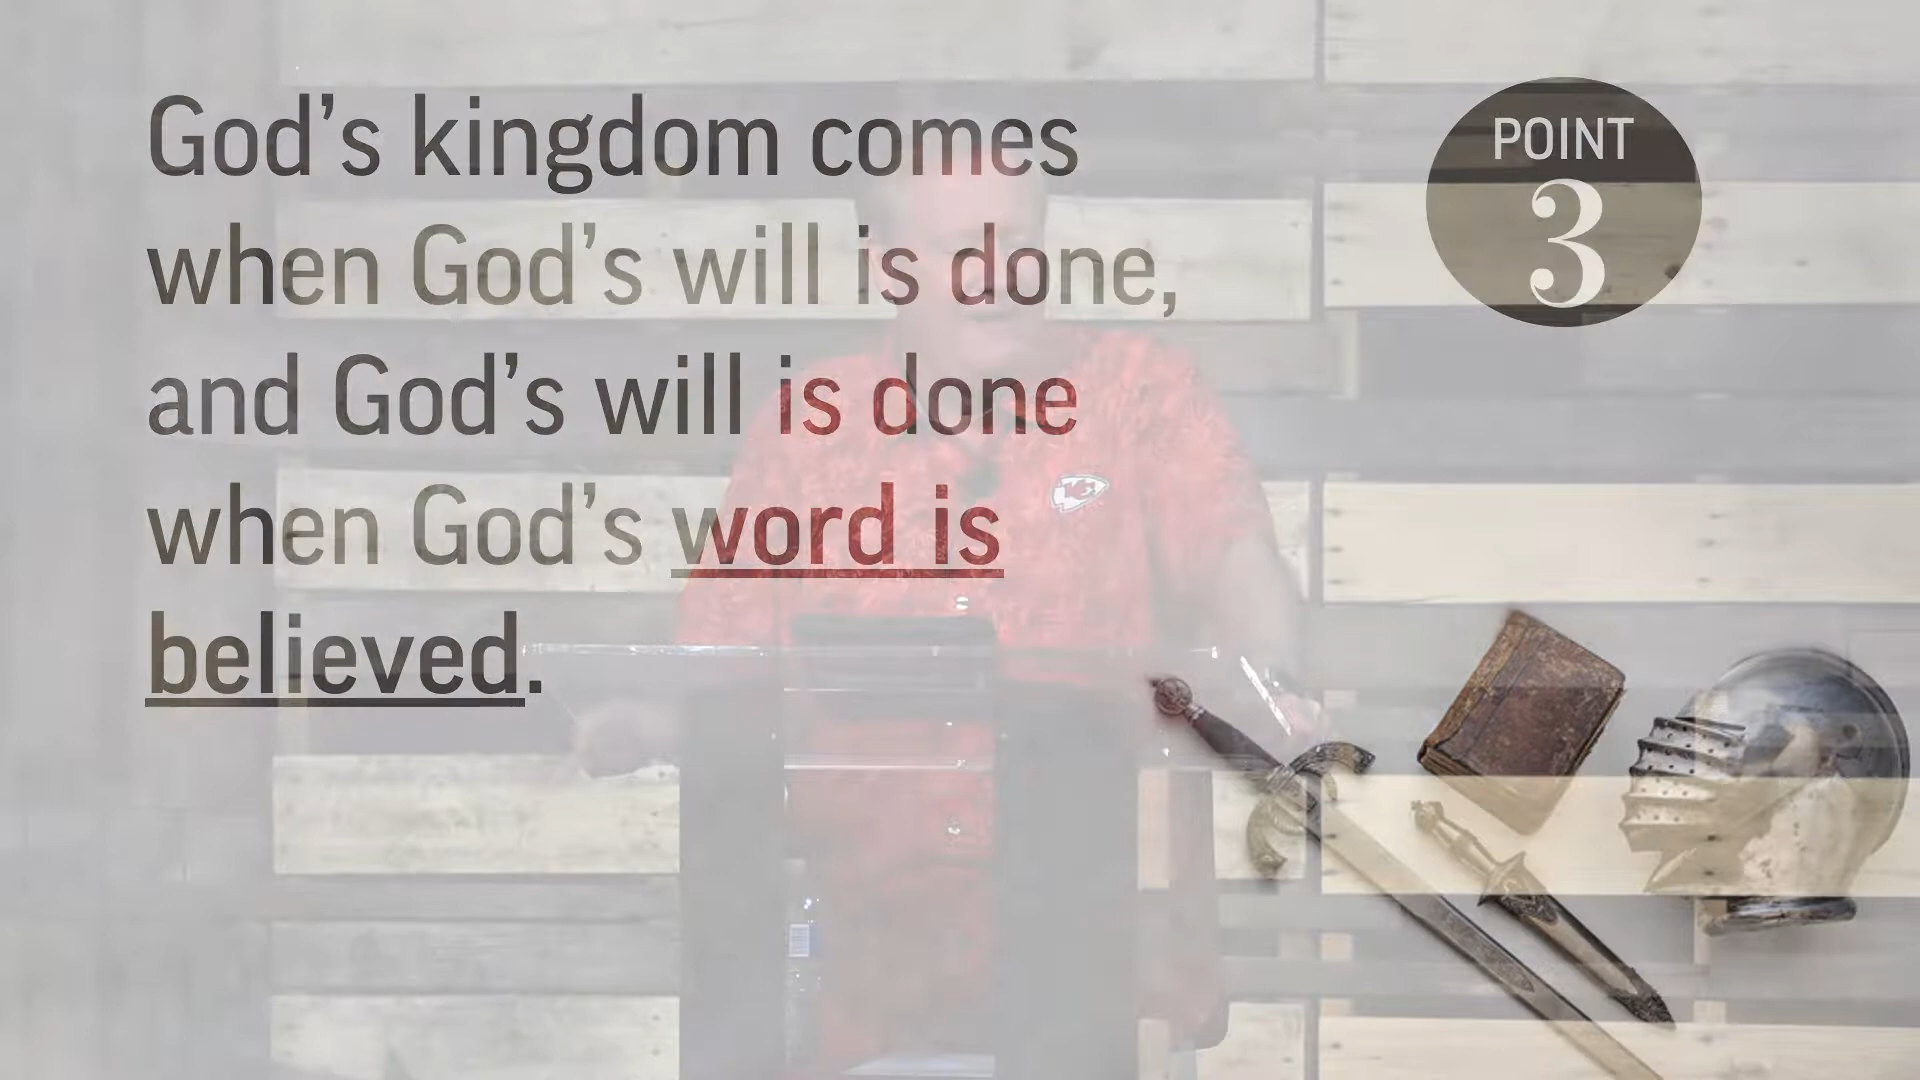 God’s kingdom comes
when God’s will is done,
and God’s will is done
when God’s word is
believed.
POINT
3
KC